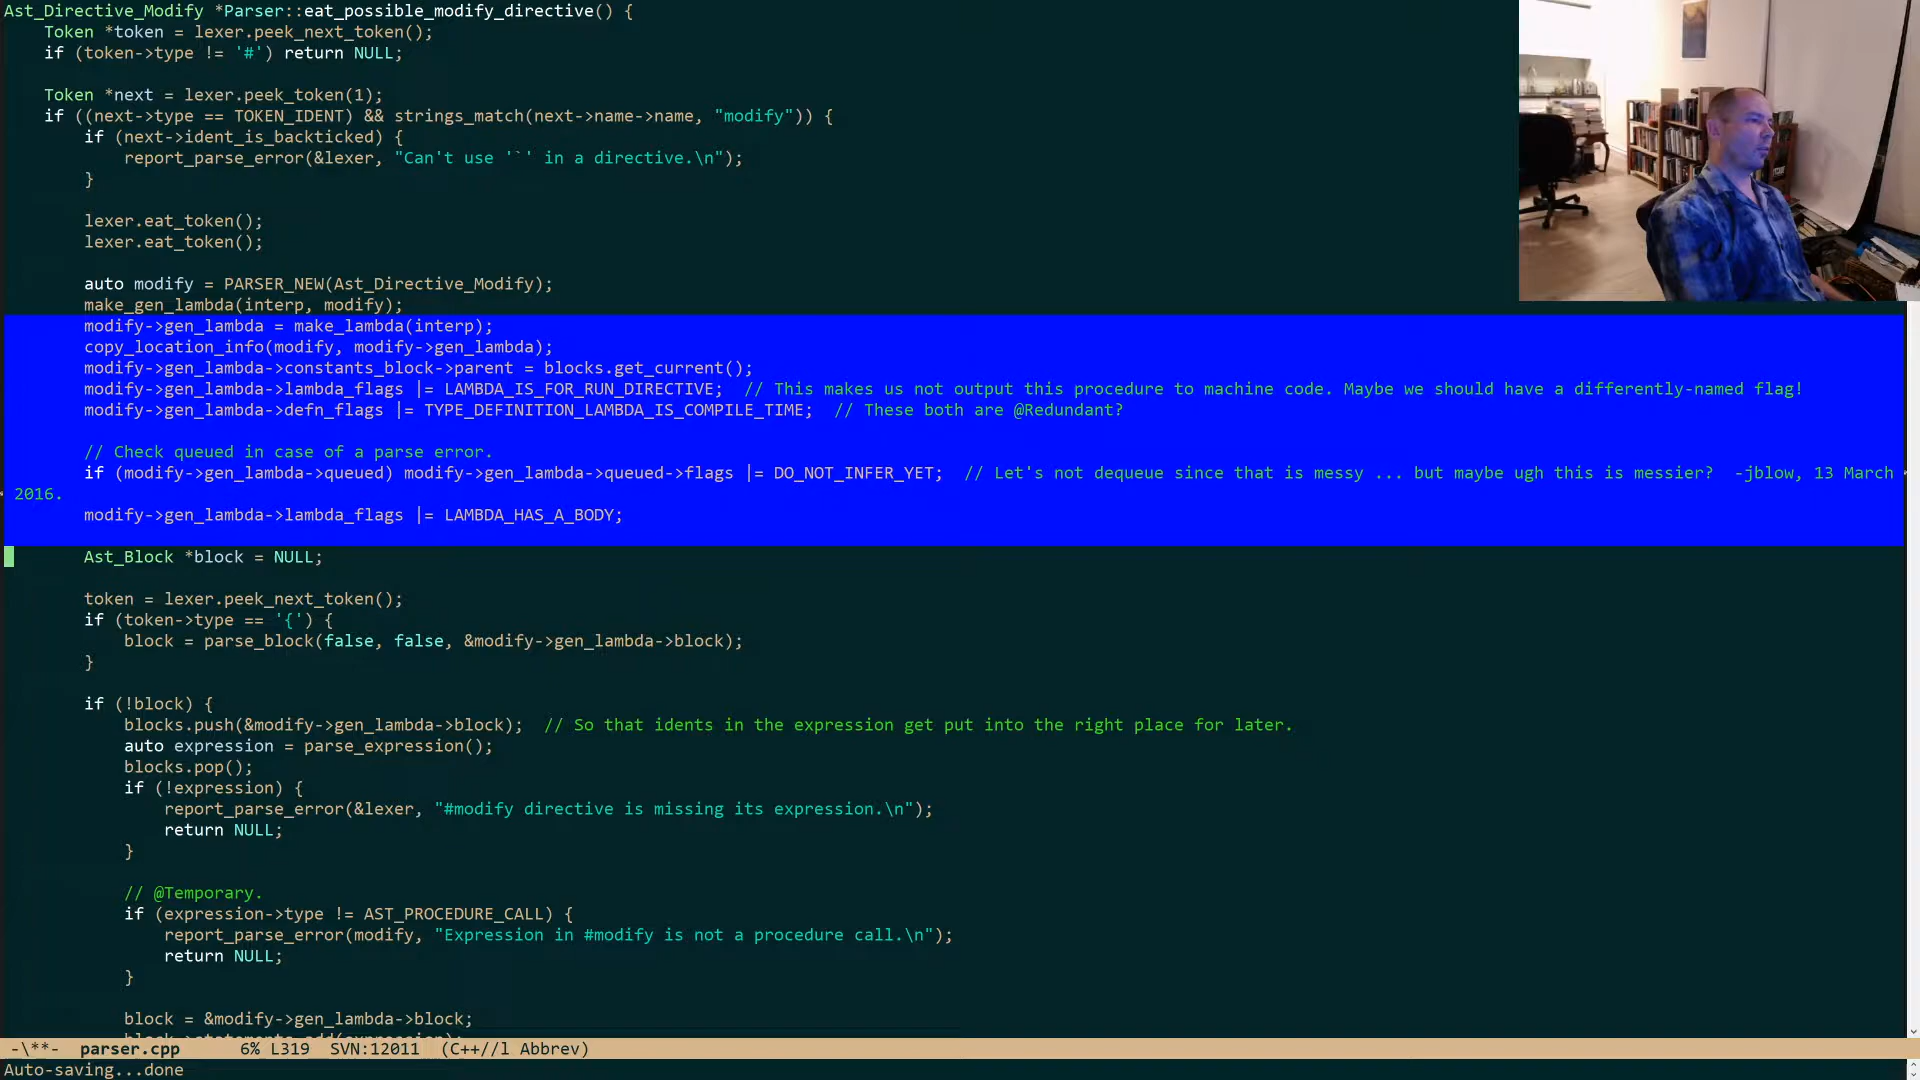 Ast_Directive_Modify *Parser::eat_possible_modify_directive() {
    Token *token = lexer.peek_next_token();
    if (token->type != '#') return NULL;

    Token *next = lexer.peek_token(1);
    if ((next->type == TOKEN_IDENT) && strings_match(next->name->name, "modify")) {
        if (next->ident_is_backticked) {
            report_parse_error(&lexer, "Can't use '`' in a directive.\n");
        }

        lexer.eat_token();
        lexer.eat_token();

        auto modify = PARSER_NEW(Ast_Directive_Modify);
        make_gen_lambda(interp, modify);
        modify->gen_lambda = make_lambda(interp);
        copy_location_info(modify, modify->gen_lambda);
        modify->gen_lambda->constants_block->parent = blocks.get_current();
        modify->gen_lambda->lambda_flags |= LAMBDA_IS_FOR_RUN_DIRECTIVE;  // This makes us not output this procedure to machine code. Maybe we should have a differently-named flag!
        modify->gen_lambda->defn_flags |= TYPE_DEFINITION_LAMBDA_IS_COMPILE_TIME;  // These both are @Redundant?

        // Check queued in case of a parse error.
        if (modify->gen_lambda->queued) modify->gen_lambda->queued->flags |= DO_NOT_INFER_YET;  // Let's not dequeue since that is messy ... but maybe ugh this is messier?  -jblow, 13 March
 2016.
        modify->gen_lambda->lambda_flags |= LAMBDA_HAS_A_BODY;

        Ast_Block *block = NULL;

        token = lexer.peek_next_token();
        if (token->type == '{') {
            block = parse_block(false, false, &modify->gen_lambda->block);
        }

        if (!block) {
            blocks.push(&modify->gen_lambda->block);  // So that idents in the expression get put into the right place for later.
            auto expression = parse_expression();
            blocks.pop();
            if (!expression) {
                report_parse_error(&lexer, "#modify directive is missing its expression.\n");
                return NULL;
            }

            // @Temporary.
            if (expression->type != AST_PROCEDURE_CALL) {
                report_parse_error(modify, "Expression in #modify is not a procedure call.\n");
                return NULL;
            }

            block = &modify->gen_lambda->block;
-\**-  parser.cpp      6% L319  SVN:12011  (C++//l Abbrev)
Auto-saving...done